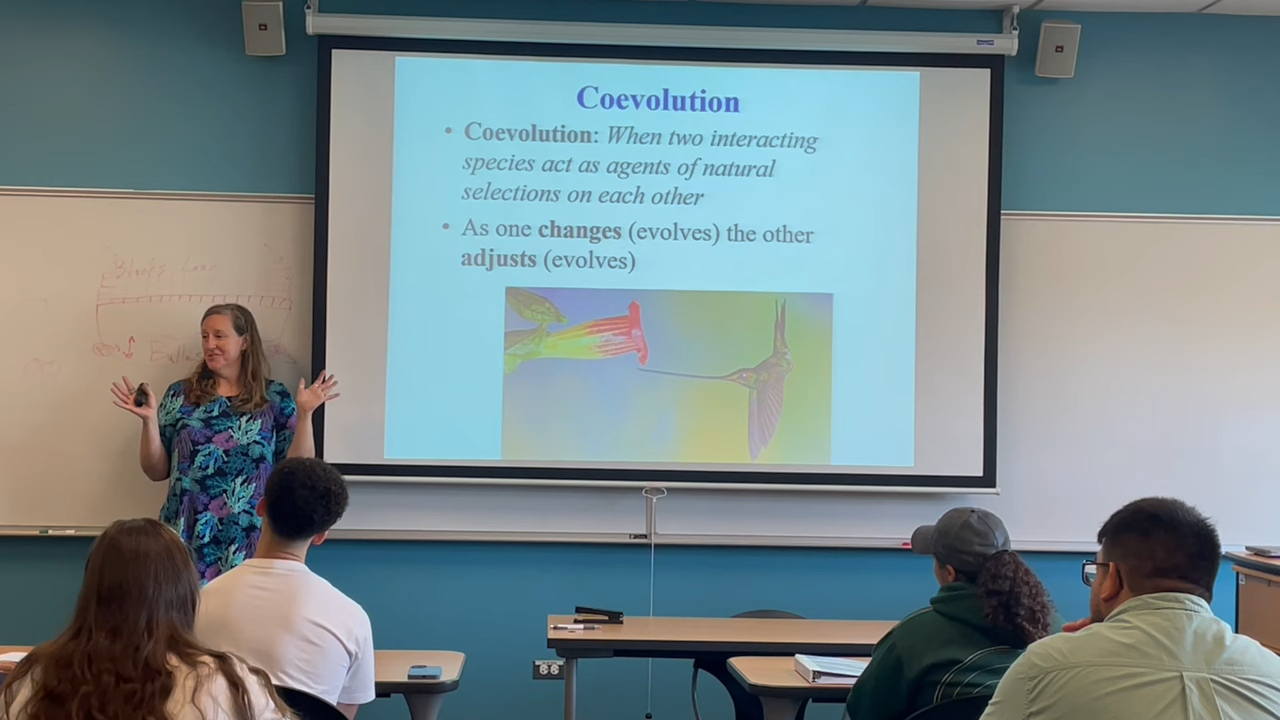 Coevolution
• Coevolution: When two interacting
species act as agents of natural
selections on each other
• As one changes (evolves) the other
adjusts (evolves)